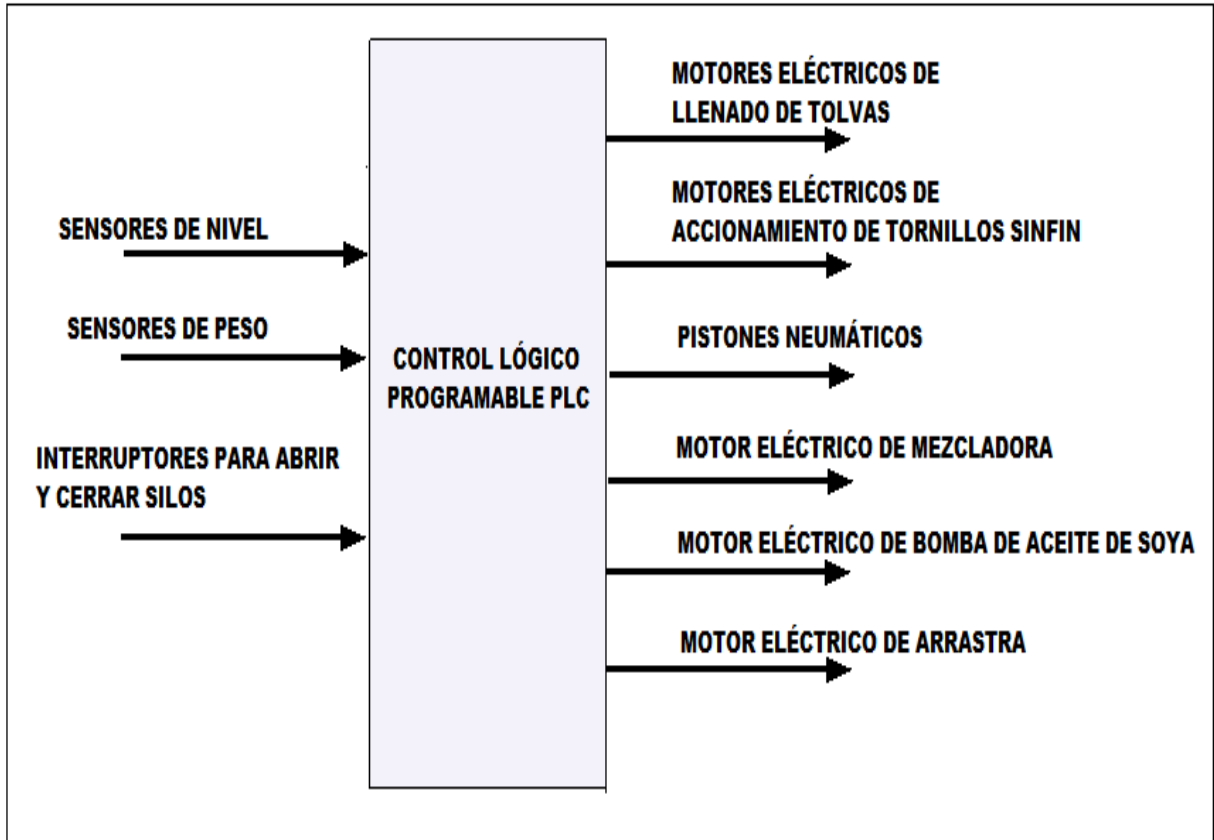 SENSORES DE NIVEL
SENSORES DE PESO
INTERRUPTORES PARA ABRIR
Y CERRAR SILOS
CONTROL LÓGICO
PROGRAMABLE PLC
MOTORES ELÉCTRICOS DE
LLENADO DE TOLVAS
MOTORES ELÉCTRICOS DE
ACCIONAMIENTO DE TORNILLOS SINFIN
PISTONES NEUMÁTICOS
MOTOR ELÉCTRICO DE MEZCLADORA
MOTOR ELÉCTRICO DE BOMBA DE ACEITE DE SOYA
MOTOR ELÉCTRICO DE ARRASTRA